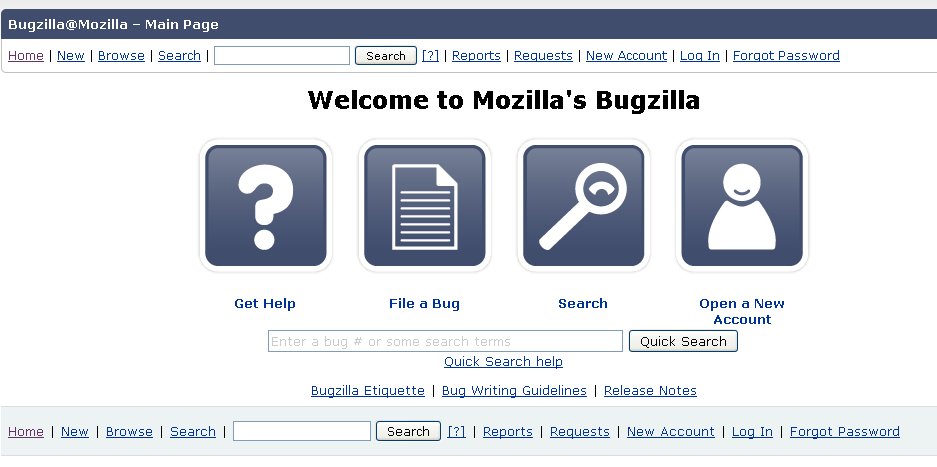 Bugzilla@Mozilla – Main Page
Home | New | Browse | Search | Search [?] | Reports | Requests | New Account | Log In | Forgot Password
Welcome to Mozilla's Bugzilla
Get Help File a Bug Search Open a New
Account
Enter a bug # or some search terms Quick Search
Quick Search help
Bugzilla Etiquette | Bug Writing Guidelines | Release Notes
Home | New | Browse | Search | Search [?] | Reports | Requests | New Account | Log In | Forgot Password